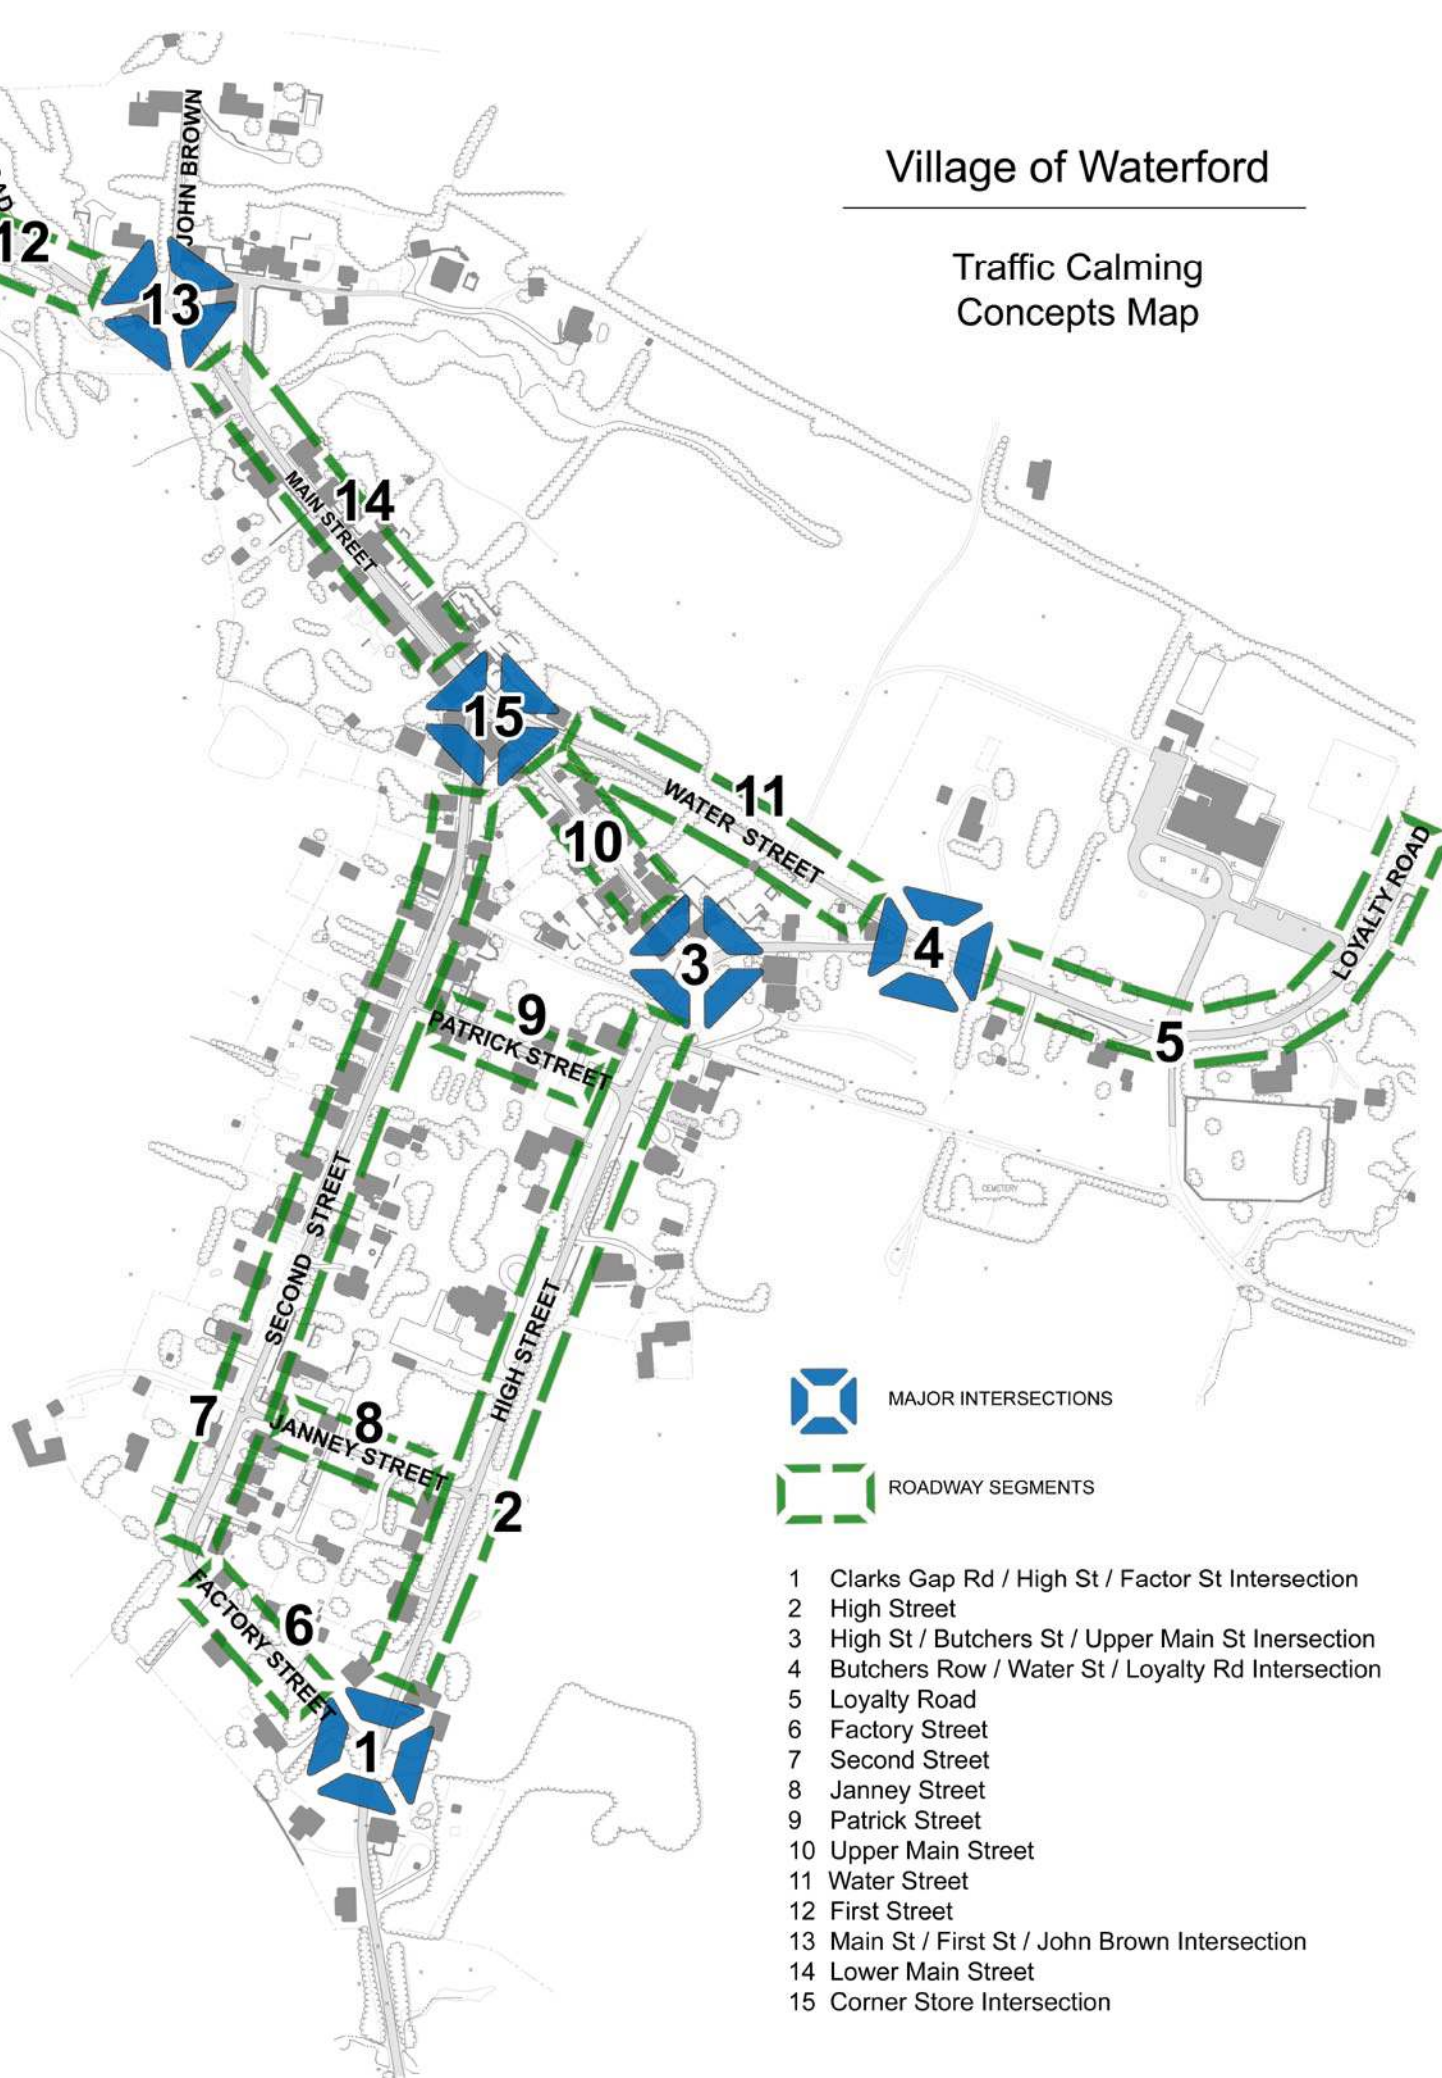 Village of Waterford
Traffic Calming
Concepts Map
JOHN BROWN
12
13
14
MAIN STREET
15
11
WATER STREET
10
LOYALTY ROAD
4
3
9
PATRICK STREET
5
CEMETERY
SECOND STREET
HIGH STREET
7
8
JANNEY STREET
2
FACTORY STREET
6
1
MAJOR INTERSECTIONS
ROADWAY SEGMENTS
1 Clarks Gap Rd / High St / Factor St Intersection
2 High Street
3 High St / Butchers St / Upper Main St Inersection
4 Butchers Row / Water St / Loyalty Rd Intersection
5 Loyalty Road
6 Factory Street
7 Second Street
8 Janney Street
9 Patrick Street
10 Upper Main Street
11 Water Street
12 First Street
13 Main St / First St / John Brown Intersection
14 Lower Main Street
15 Corner Store Intersection